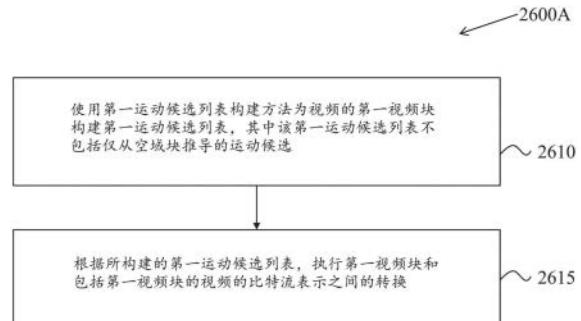 2600A
使用第一运动候选列表构建方法为视频的第一视频块
构建第一运动候选列表，其中该第一运动候选列表不
包括仅从空域块推导的运动候选
2610
根据所构建的第一运动候选列表，执行第一视频块和
包括第一视频块的视频的比特流表示之间的转换
2615